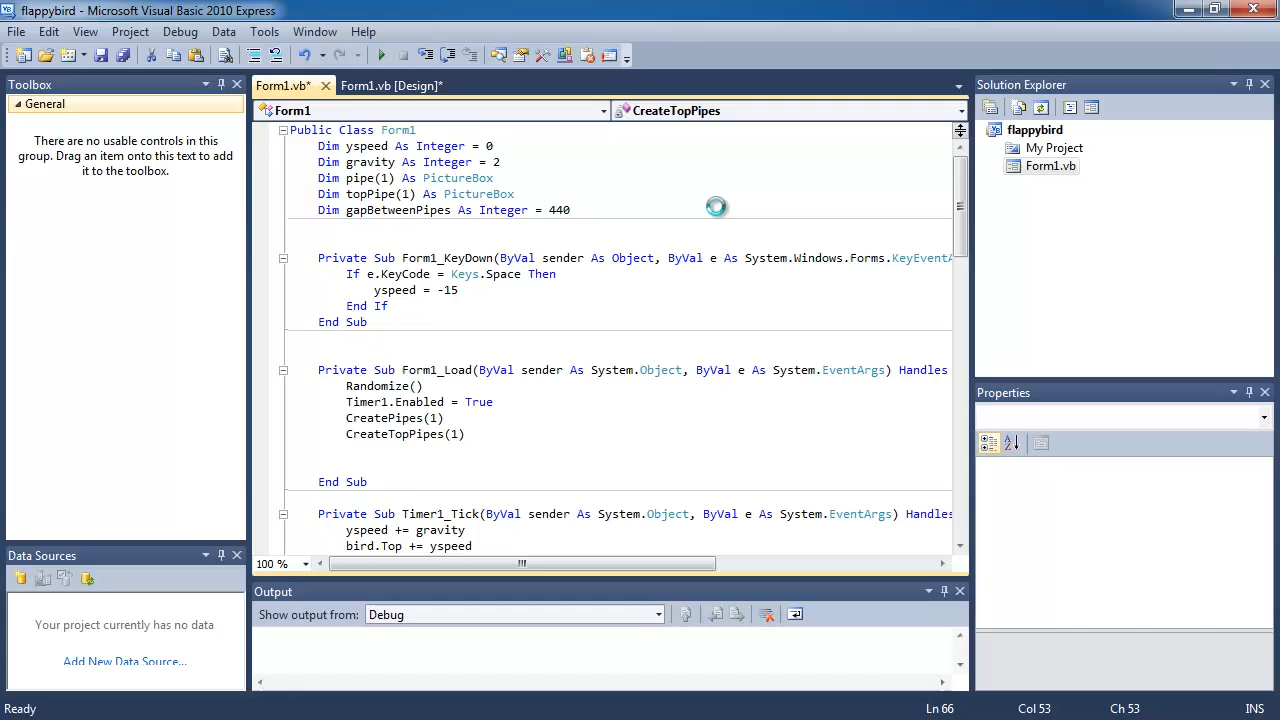 flappybird - Microsoft Visual Basic 2010 Express
File Edit View Project Debug Data Tools Window Help
Toolbox
General
There are no usable controls in this
group. Drag an item onto this text to add
it to the toolbox.
Data Sources
Your project currently has no data
Add New Data Source...
Form1.vb* Form1.vb [Design]*
Form1 CreateTopPipes
Public Class Form1
Dim yspeed As Integer = 0
Dim gravity As Integer = 2
Dim pipe(1) As PictureBox
Dim topPipe(1) As PictureBox
Dim gapBetweenPipes As Integer = 440
Private Sub Form1_KeyDown(ByVal sender As Object, ByVal e As System.Windows.Forms.KeyEventA
If e.KeyCode = Keys.Space Then
yspeed = -15
End If
End Sub
Private Sub Form1_Load(ByVal sender As System.Object, ByVal e As System.EventArgs) Handles
Randomize()
Timer1.Enabled = True
CreatePipes(1)
CreateTopPipes(1)
End Sub
Private Sub Timer1_Tick(ByVal sender As System.Object, ByVal e As System.EventArgs) Handles
yspeed += gravity
bird.Top += yspeed
100 %
Output
Show output from: Debug
Solution Explorer
flappybird
My Project
Form1.vb
Properties
Ready Ln 66 Col 53 Ch 53 INS